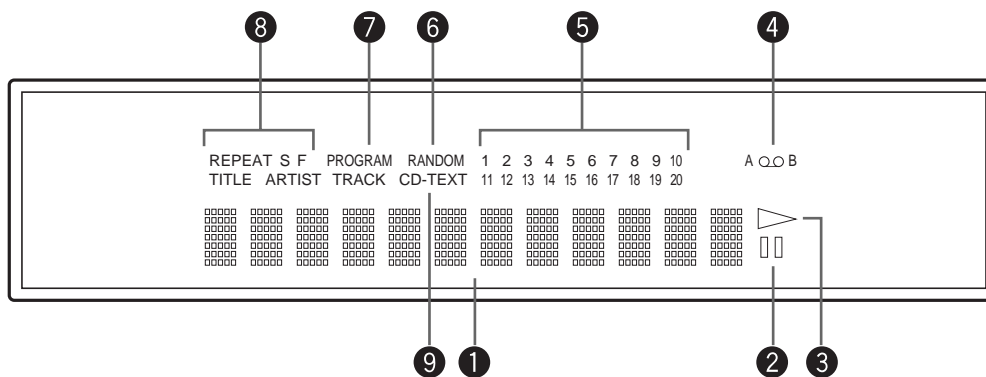 8 7 6 5 4
REPEAT S F PROGRAM RANDOM 1 2 3 4 5 6 7 8 9 10 A B
TITLE ARTIST TRACK CD-TEXT 11 12 13 14 15 16 17 18 19 20
9 1 2 3